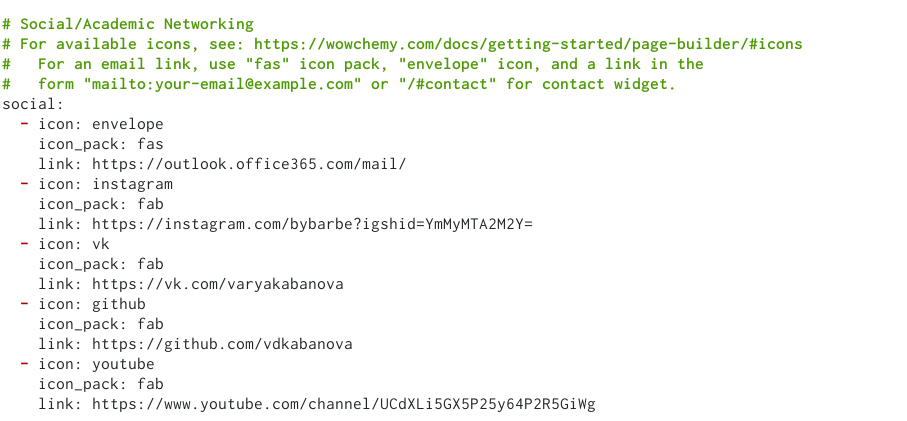 # Social/Academic Networking
# For available icons, see: https://wowchemy.com/docs/getting-started/page-builder/#icons
#   For an email link, use "fas" icon pack, "envelope" icon, and a link in the
#   form "mailto:your-email@example.com" or "/#contact" for contact widget.
social:
  - icon: envelope
    icon_pack: fas
    link: https://outlook.office365.com/mail/
  - icon: instagram
    icon_pack: fab
    link: https://instagram.com/bybarbe?igshid=YmMyMTA2M2Y=
  - icon: vk
    icon_pack: fab
    link: https://vk.com/varyakabanova
  - icon: github
    icon_pack: fab
    link: https://github.com/vdkabanova
  - icon: youtube
    icon_pack: fab
    link: https://www.youtube.com/channel/UCdXLi5GX5P25y64P2R5GiWg